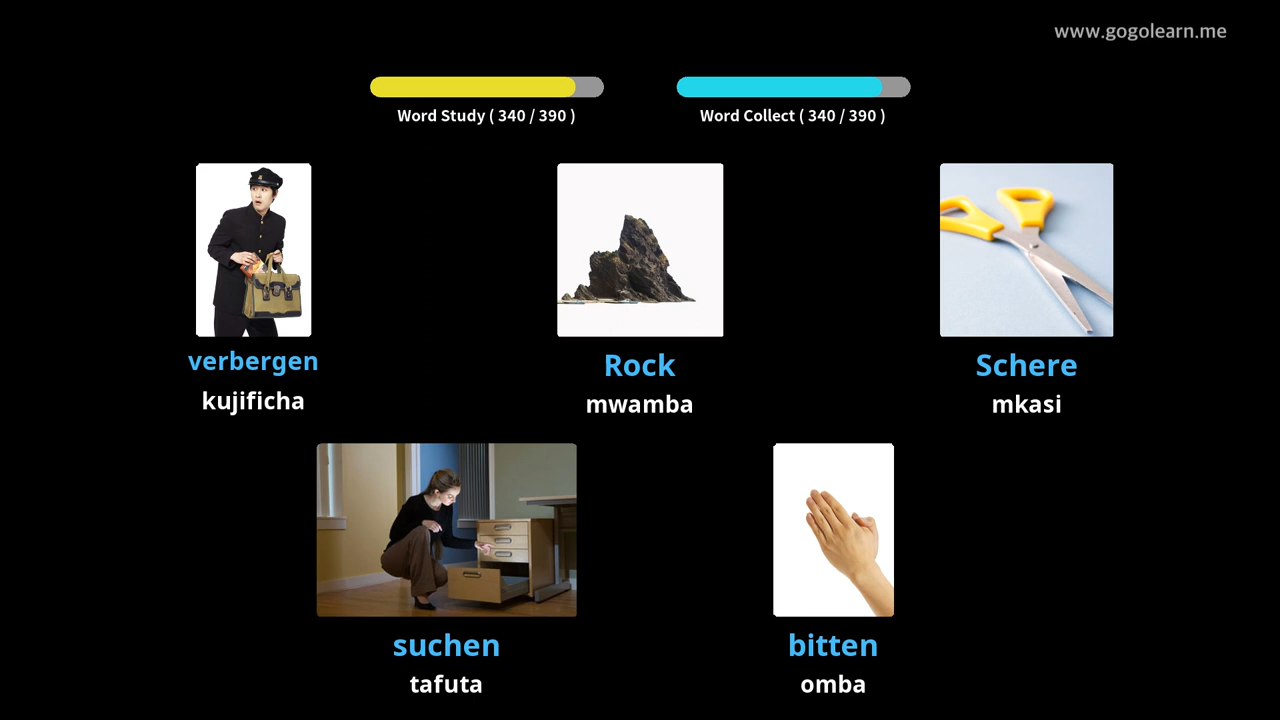 www.gogolearn.me
Word Study ( 340 / 390 )
Word Collect ( 340 / 390 )
verbergen
kujificha
Rock
mwamba
Schere
mkasi
suchen
tafuta
bitten
omba